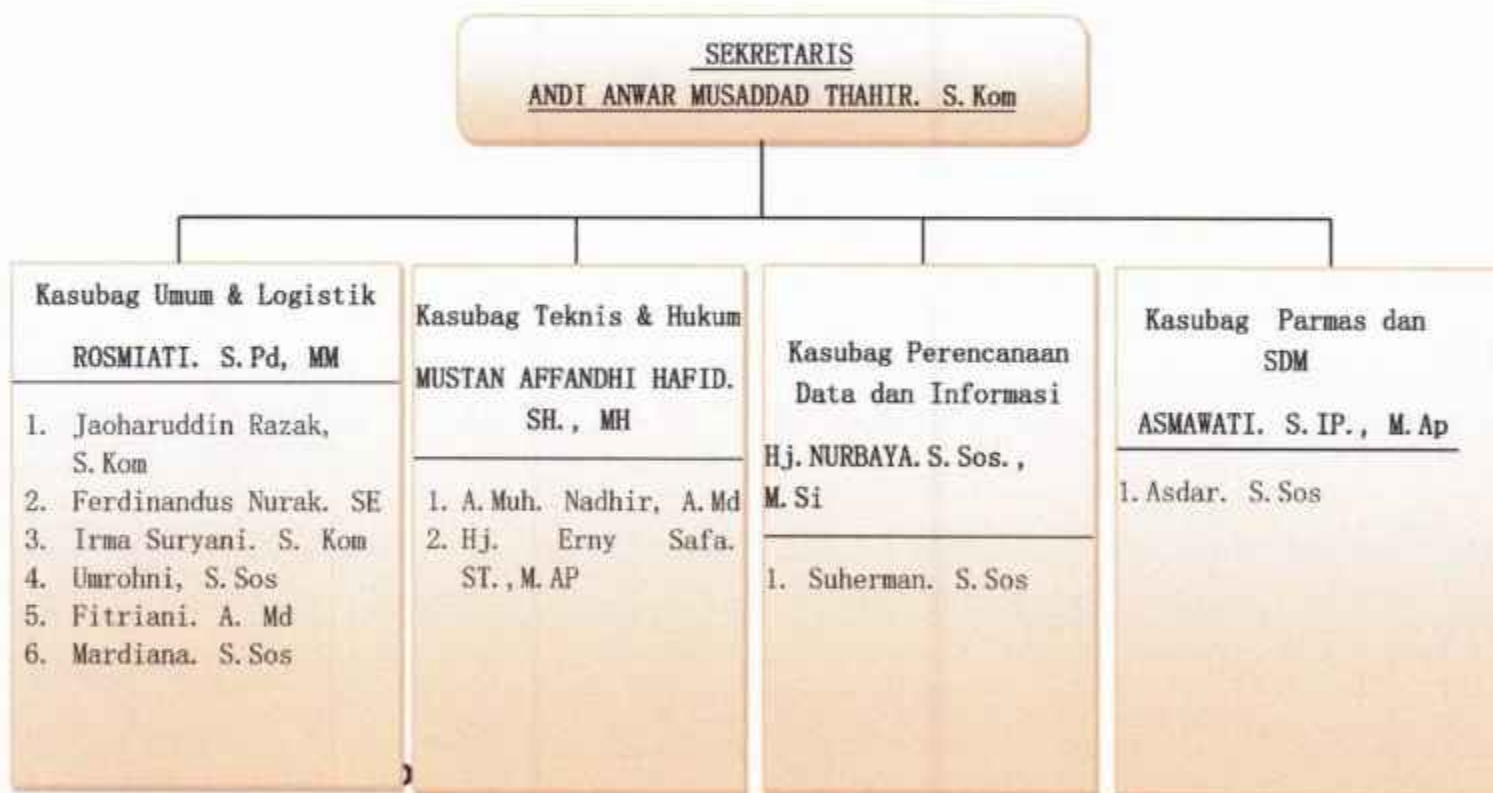 SEKRETARIS
ANDI ANWAR MUSADDAD THAHIR. S.Kom
Kasubag Umum & Logistik
ROSMIATI. S.Pd, MM
1. Jaoharuddin Razak,
S.Kom
2. Ferdinandus Nurak. SE
3. Irma Suryani. S. Kom
4. Umrohni, S.Sos
5. Fitriani. A. Md
6. Mardiana. S.Sos
Kasubag Teknis & Hukum
MUSTAN AFFANDHI HAFID.
SH., MH
1. A.Muh. Nadhir, A.Md
2. Hj. Erny Safa.
ST.,M.AP
Kasubag Perencanaan
Data dan Informasi
Hj.NURBAYA.S.Sos.,
M.Si
1. Suherman. S.Sos
Kasubag Parmas dan
SDM
ASMAWATI. S.IP., M.Ap
1. Asdar. S.Sos